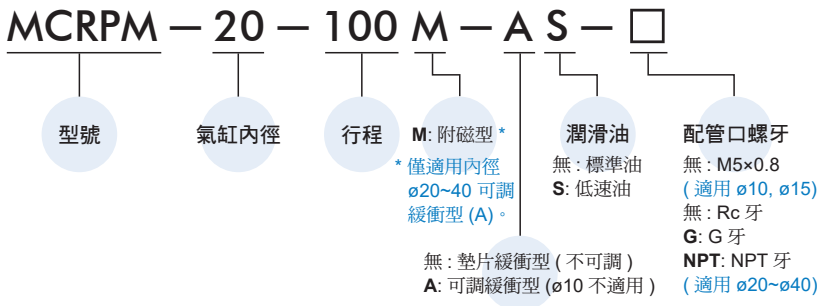 MCRPM － 20 － 100 M － A S － □
型號
氣缸內徑
行程
M: 附磁型 *
* 僅適用內徑
ø20~40 可調
緩衝型 (A)。
無 : 墊片緩衝型 ( 不可調 )
A: 可調緩衝型 (ø10 不適用 )
潤滑油
無 : 標準油
S: 低速油
配管口螺牙
無 : M5×0.8
( 適用 ø10, ø15)
無 : Rc 牙
G: G 牙
NPT: NPT 牙
( 適用 ø20~ø40)